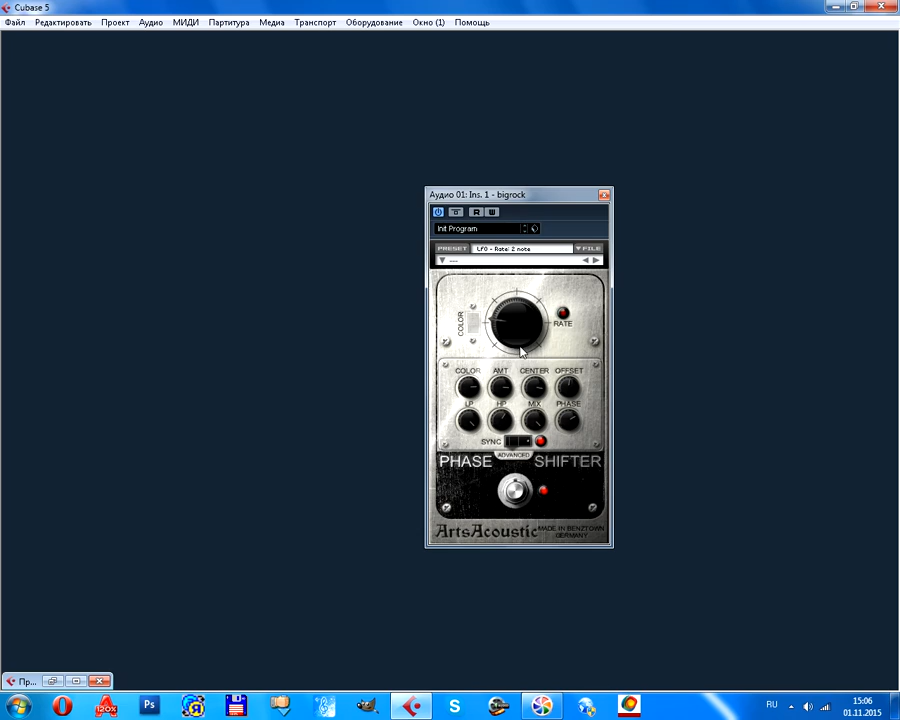 Cubase 5
Файл Редактировать Проект Аудио МИДИ Партитура Медиа Транспорт Оборудование Окно (1) Помощь
Аудио 01: Ins. 1 - bigrock
R W
Init Program
PRESET LFO - Rate: 2 note FILE
---
COLOR
RATE
COLOR AMT CENTER OFFSET
LP HP MIX PHASE
SYNC
ADVANCED
PHASE SHIFTER
ArtsAcoustic MADE IN BENZTOWN
GERMANY
Пр...
120%
Ps
S
RU
15:06
01.11.2015